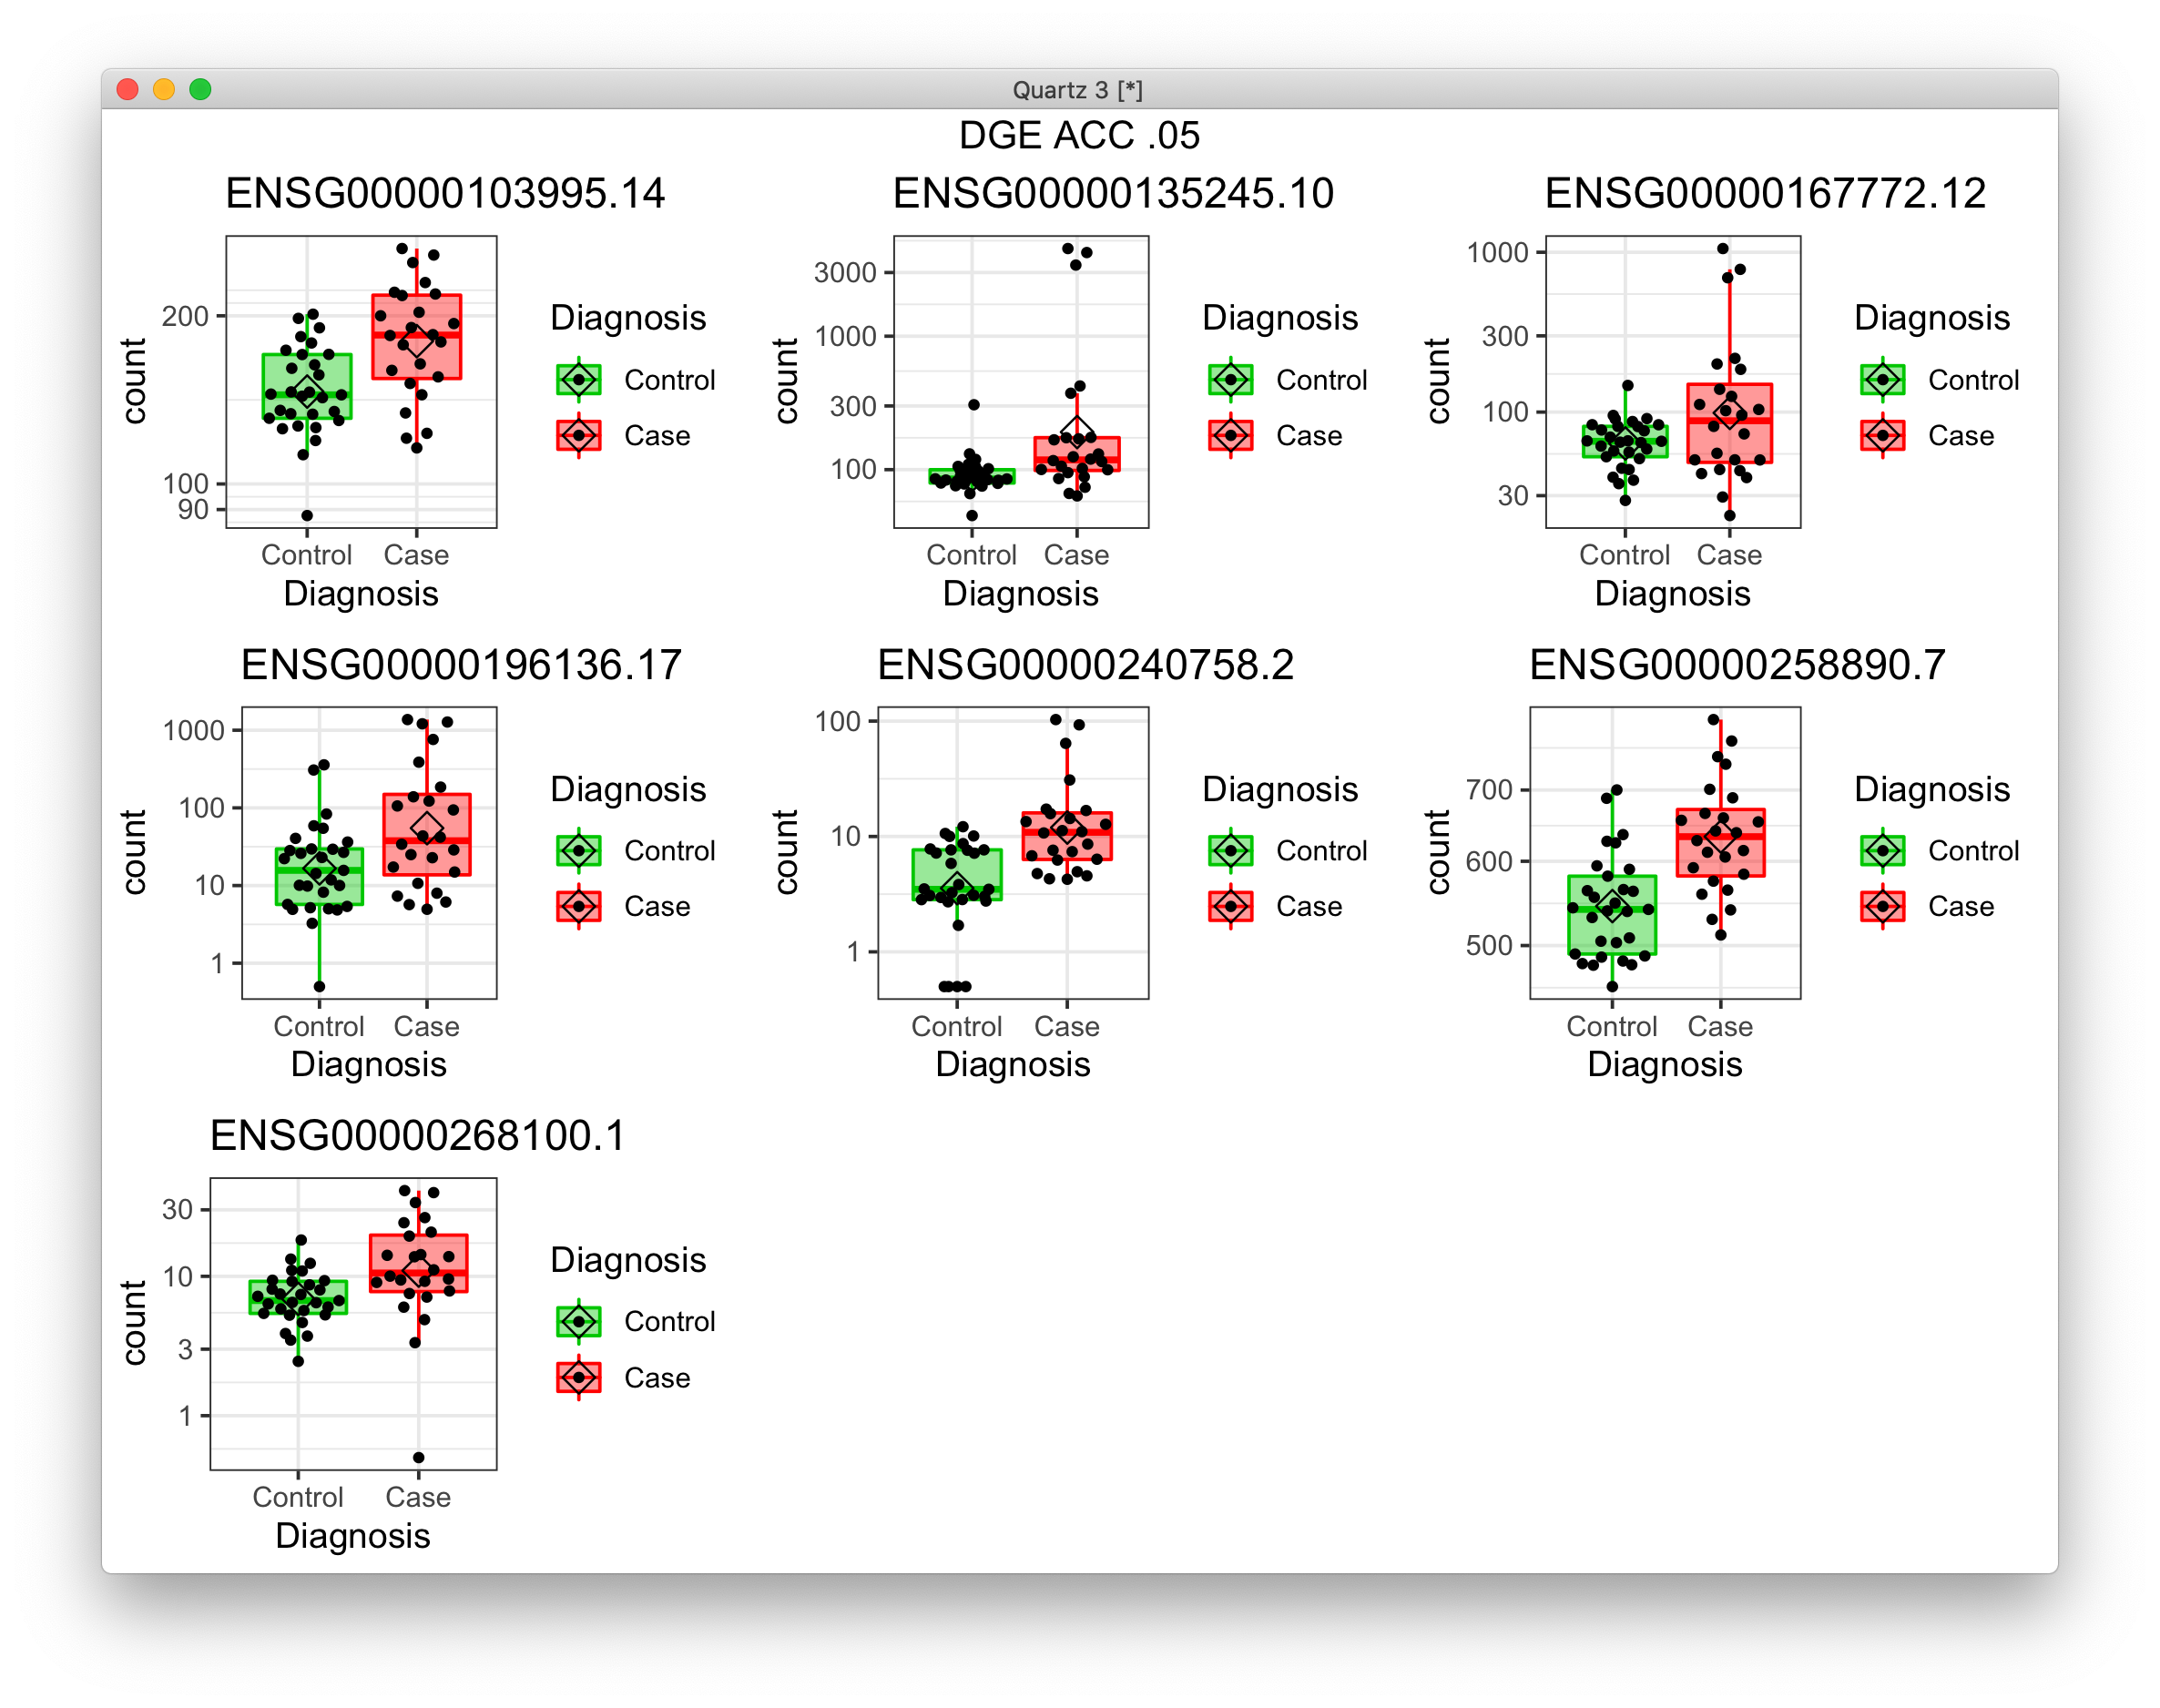 Quartz 3 [*]
DGE ACC .05
ENSG00000103995.14
200
100
90
count
Control Case
Diagnosis
Diagnosis
Control
Case
ENSG00000135245.10
3000
1000
300
100
count
Control Case
Diagnosis
Diagnosis
Control
Case
ENSG00000167772.12
1000
300
100
30
count
Control Case
Diagnosis
Diagnosis
Control
Case
ENSG00000196136.17
1000
100
10
1
count
Control Case
Diagnosis
Diagnosis
Control
Case
ENSG00000240758.2
100
10
1
count
Control Case
Diagnosis
Diagnosis
Control
Case
ENSG00000258890.7
700
600
500
count
Control Case
Diagnosis
Diagnosis
Control
Case
ENSG00000268100.1
30
10
3
1
count
Control Case
Diagnosis
Diagnosis
Control
Case